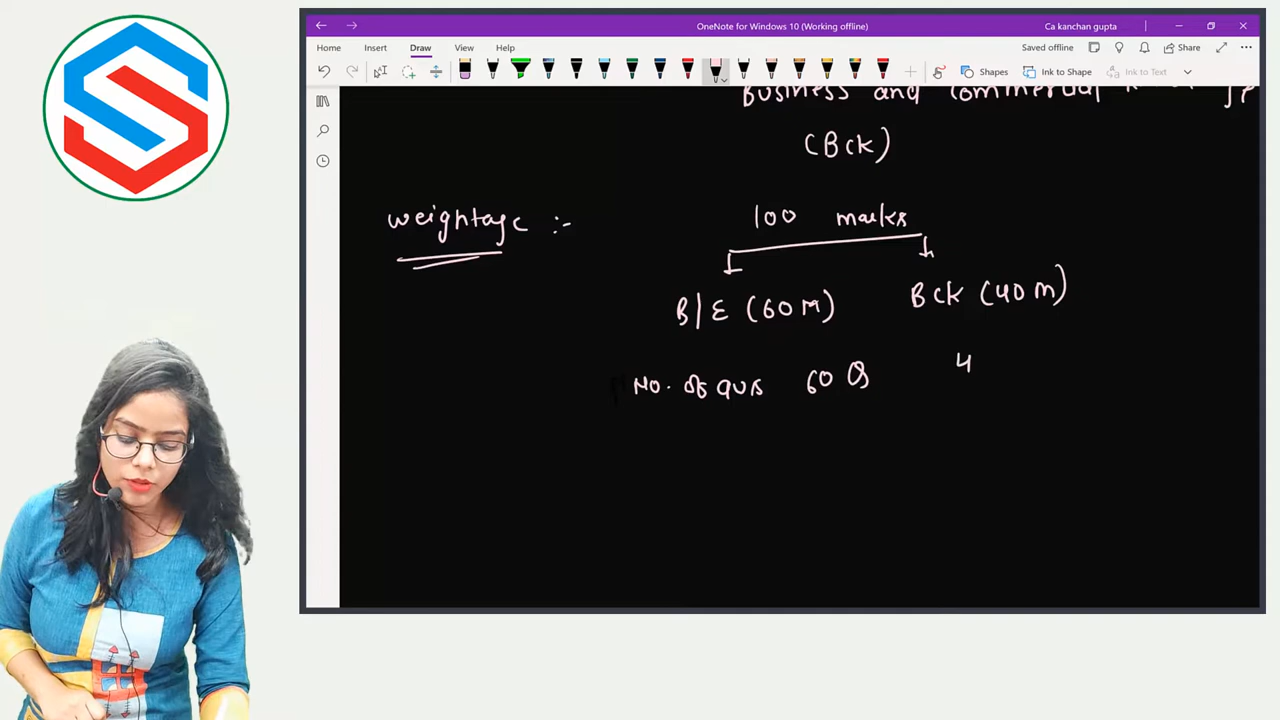 OneNote for Windows 10 (Working offline)
Ca kanchan gupta
Home Insert Draw View Help
Saved offline
Share
Shapes
Ink to Shape
Ink to Text
Business and Commercial
(BCK)
Weightage :-
100 marks
B/E (60 M)
BCK (40 M)
No. of qus 60 Q 4